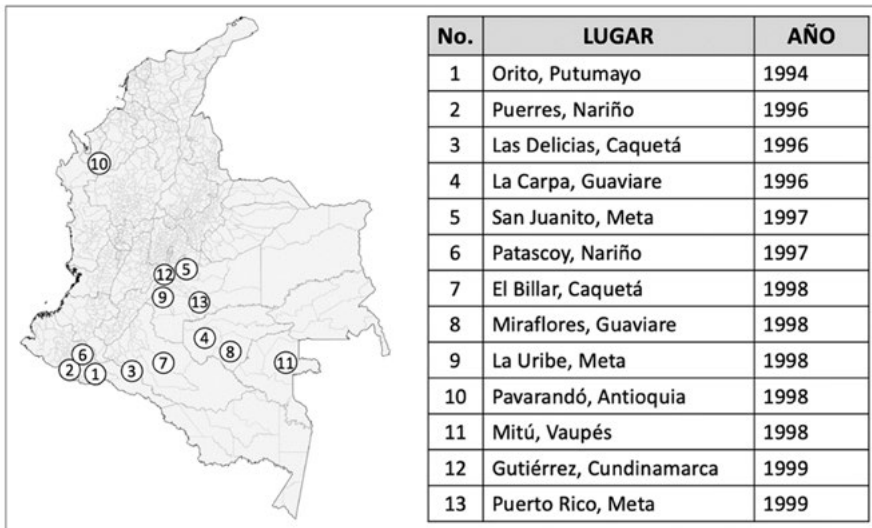 No. LUGAR AÑO
1 Orito, Putumayo 1994
2 Puerres, Nariño 1996
3 Las Delicias, Caquetá 1996
4 La Carpa, Guaviare 1996
5 San Juanito, Meta 1997
6 Patascoy, Nariño 1997
7 El Billar, Caquetá 1998
8 Miraflores, Guaviare 1998
9 La Uribe, Meta 1998
10 Pavarandó, Antioquia 1998
11 Mitú, Vaupés 1998
12 Gutiérrez, Cundinamarca 1999
13 Puerto Rico, Meta 1999
10
12 5
9 13
4
6 8
2 1 3 7 11